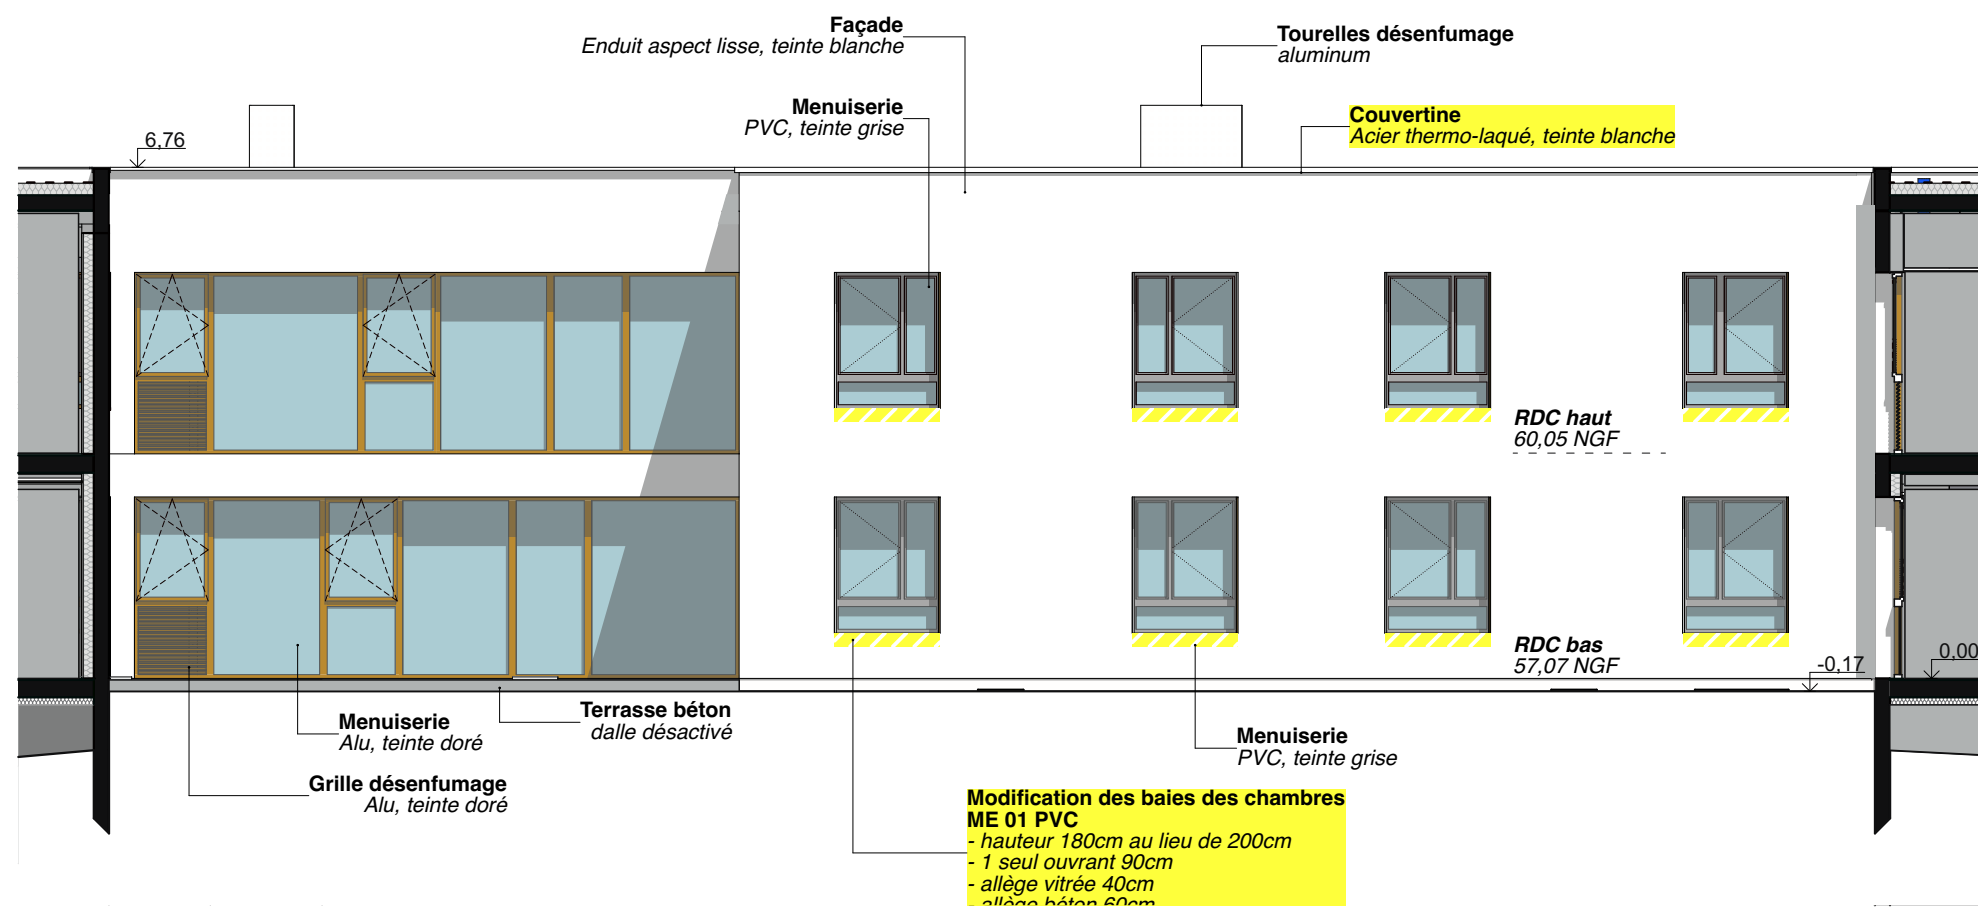 Façade
Enduit aspect lisse, teinte blanche
Tourelles désenfumage
aluminum
Menuiserie
PVC, teinte grise
Couvertine
Acier thermo-laqué, teinte blanche
6,76
RDC haut
60,05 NGF
RDC bas
57,07 NGF
-0,17
0,00
Menuiserie
Alu, teinte doré
Terrasse béton
dalle désactivé
Menuiserie
PVC, teinte grise
Grille désenfumage
Alu, teinte doré
Modification des baies des chambres
ME 01 PVC
- hauteur 180cm au lieu de 200cm
- 1 seul ouvrant 90cm
- allège vitrée 40cm
- allège béton 60cm